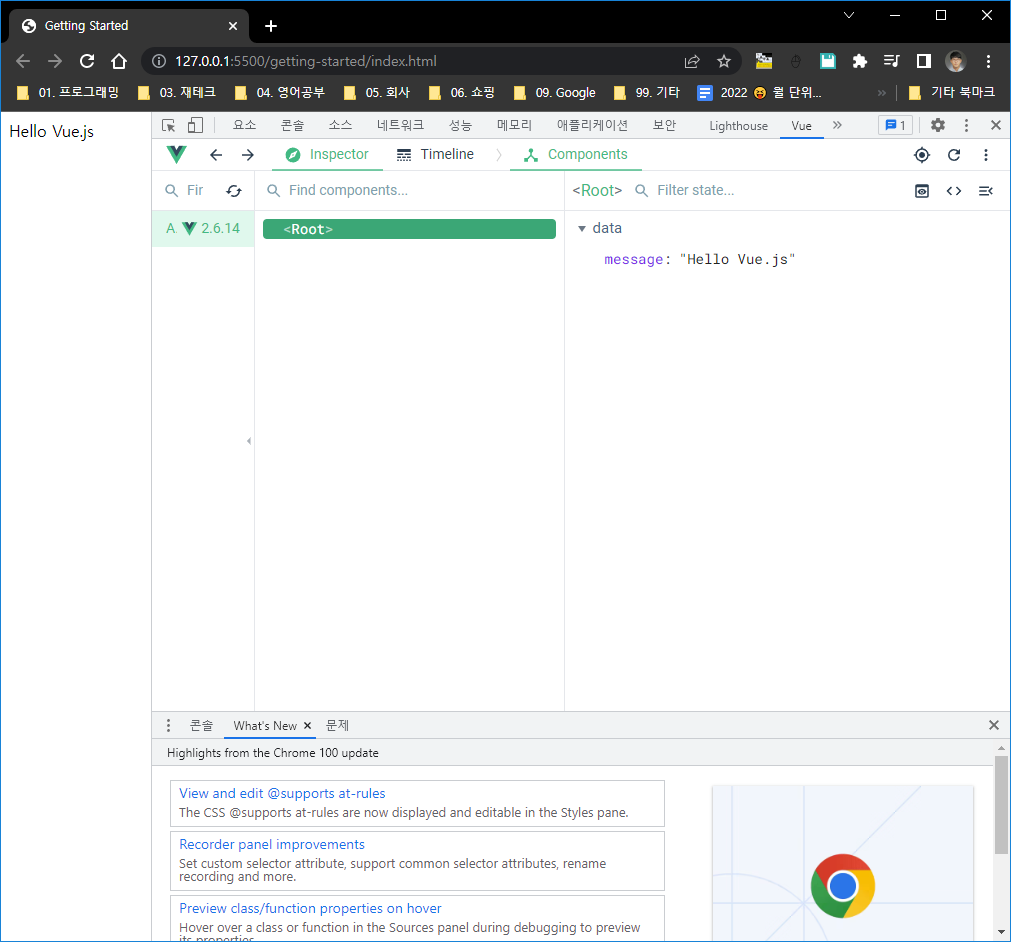 Getting Started
127.0.0.1:5500/getting-started/index.html
01. 프로그래밍 03. 재테크 04. 영어공부 05. 회사 06. 쇼핑 09. Google 99. 기타 2022 😝 월 단위... » 기타 북마크
Hello Vue.js
요소 콘솔 소스 네트워크 성능 메모리 애플리케이션 보안 Lighthouse Vue » 1
Inspector Timeline Components
Fir Find components... <Root> Filter state...
A. 2.6.14 <Root> data
message: "Hello Vue.js"
콘솔 What's New 문제
Highlights from the Chrome 100 update
View and edit @supports at-rules
The CSS @supports at-rules are now displayed and editable in the Styles pane.
Recorder panel improvements
Set custom selector attribute, support common selector attributes, rename
recording and more.
Preview class/function properties on hover
Hover over a class or function in the Sources panel during debugging to preview
its properties